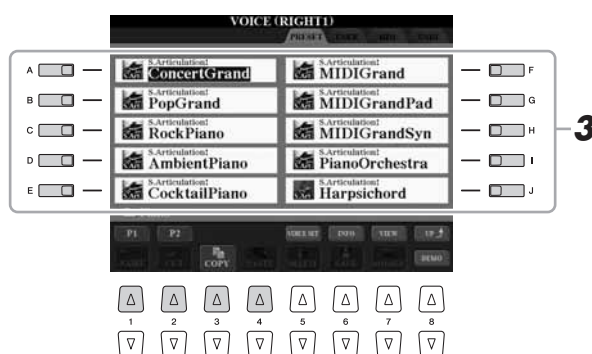 VOICE (RIGHT1)
PRESET USER
USB
A S.Articulation! ConcertGrand S.Articulation! MIDIGrand F
B PopGrand S.Articulation! MIDIGrandPad G
C S.Articulation! RockPiano S.Articulation! MIDIGrandSyn H
3
D S.Articulation! AmbientPiano S.Articulation! PianoOrchestra I
E S.Articulation! CocktailPiano S.Articulation! Harpsichord J
P1 P2 VOICE SET INFO VIEW UP
COPY DEMO
1 2 3 4 5 6 7 8